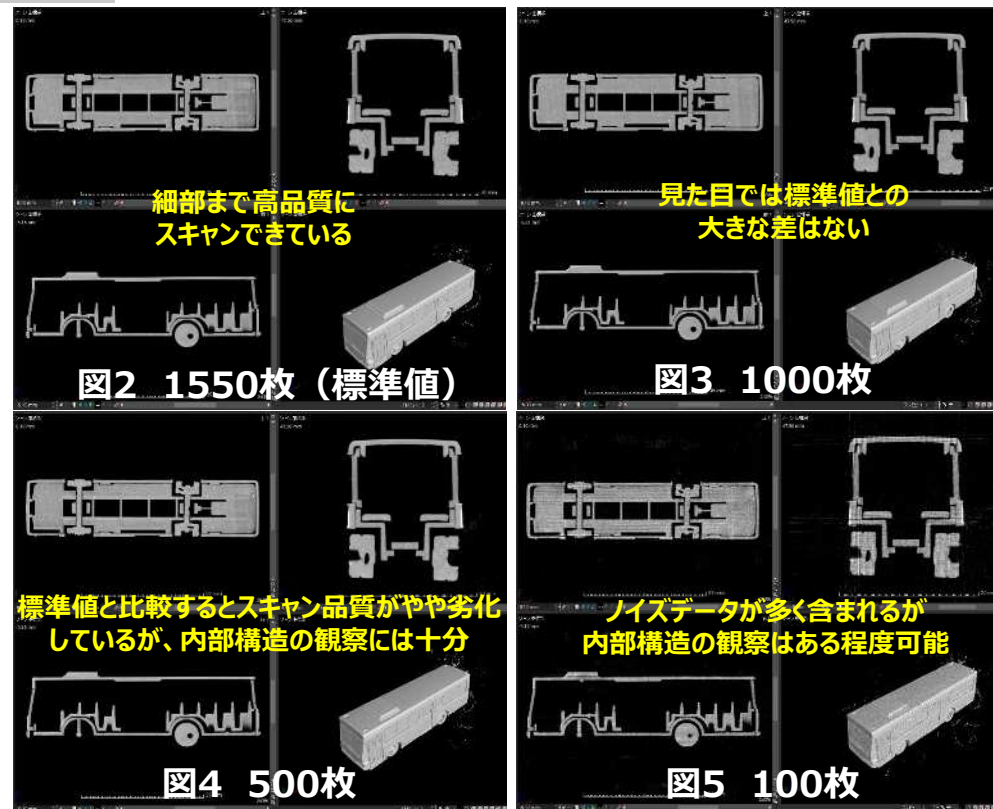 細部まで高品質に
スキャンできている
図2 1550枚（標準値）
見た目では標準値との
大きな差はない
図3 1000枚
標準値と比較するとスキャン品質がやや劣化
しているが、内部構造の観察には十分
図4 500枚
ノイズデータが多く含まれるが
内部構造の観察はある程度可能
図5 100枚